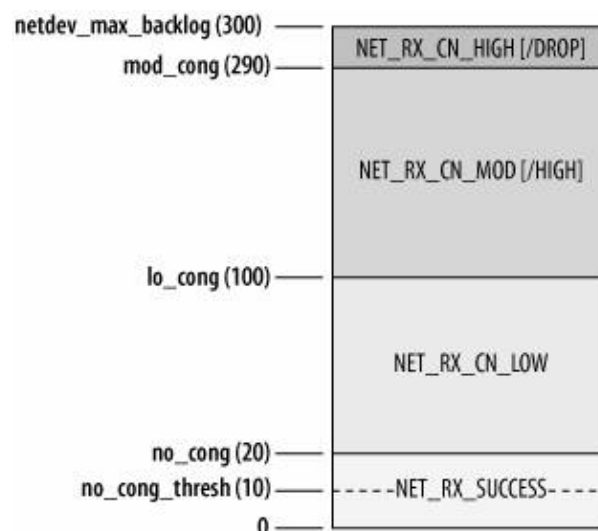 netdev_max_backlog (300)
NET_RX_CN_HIGH [/DROP]
mod_cong (290)
NET_RX_CN_MOD [/HIGH]
lo_cong (100)
NET_RX_CN_LOW
no_cong (20)
no_cong_thresh (10)
NET_RX_SUCCESS
0